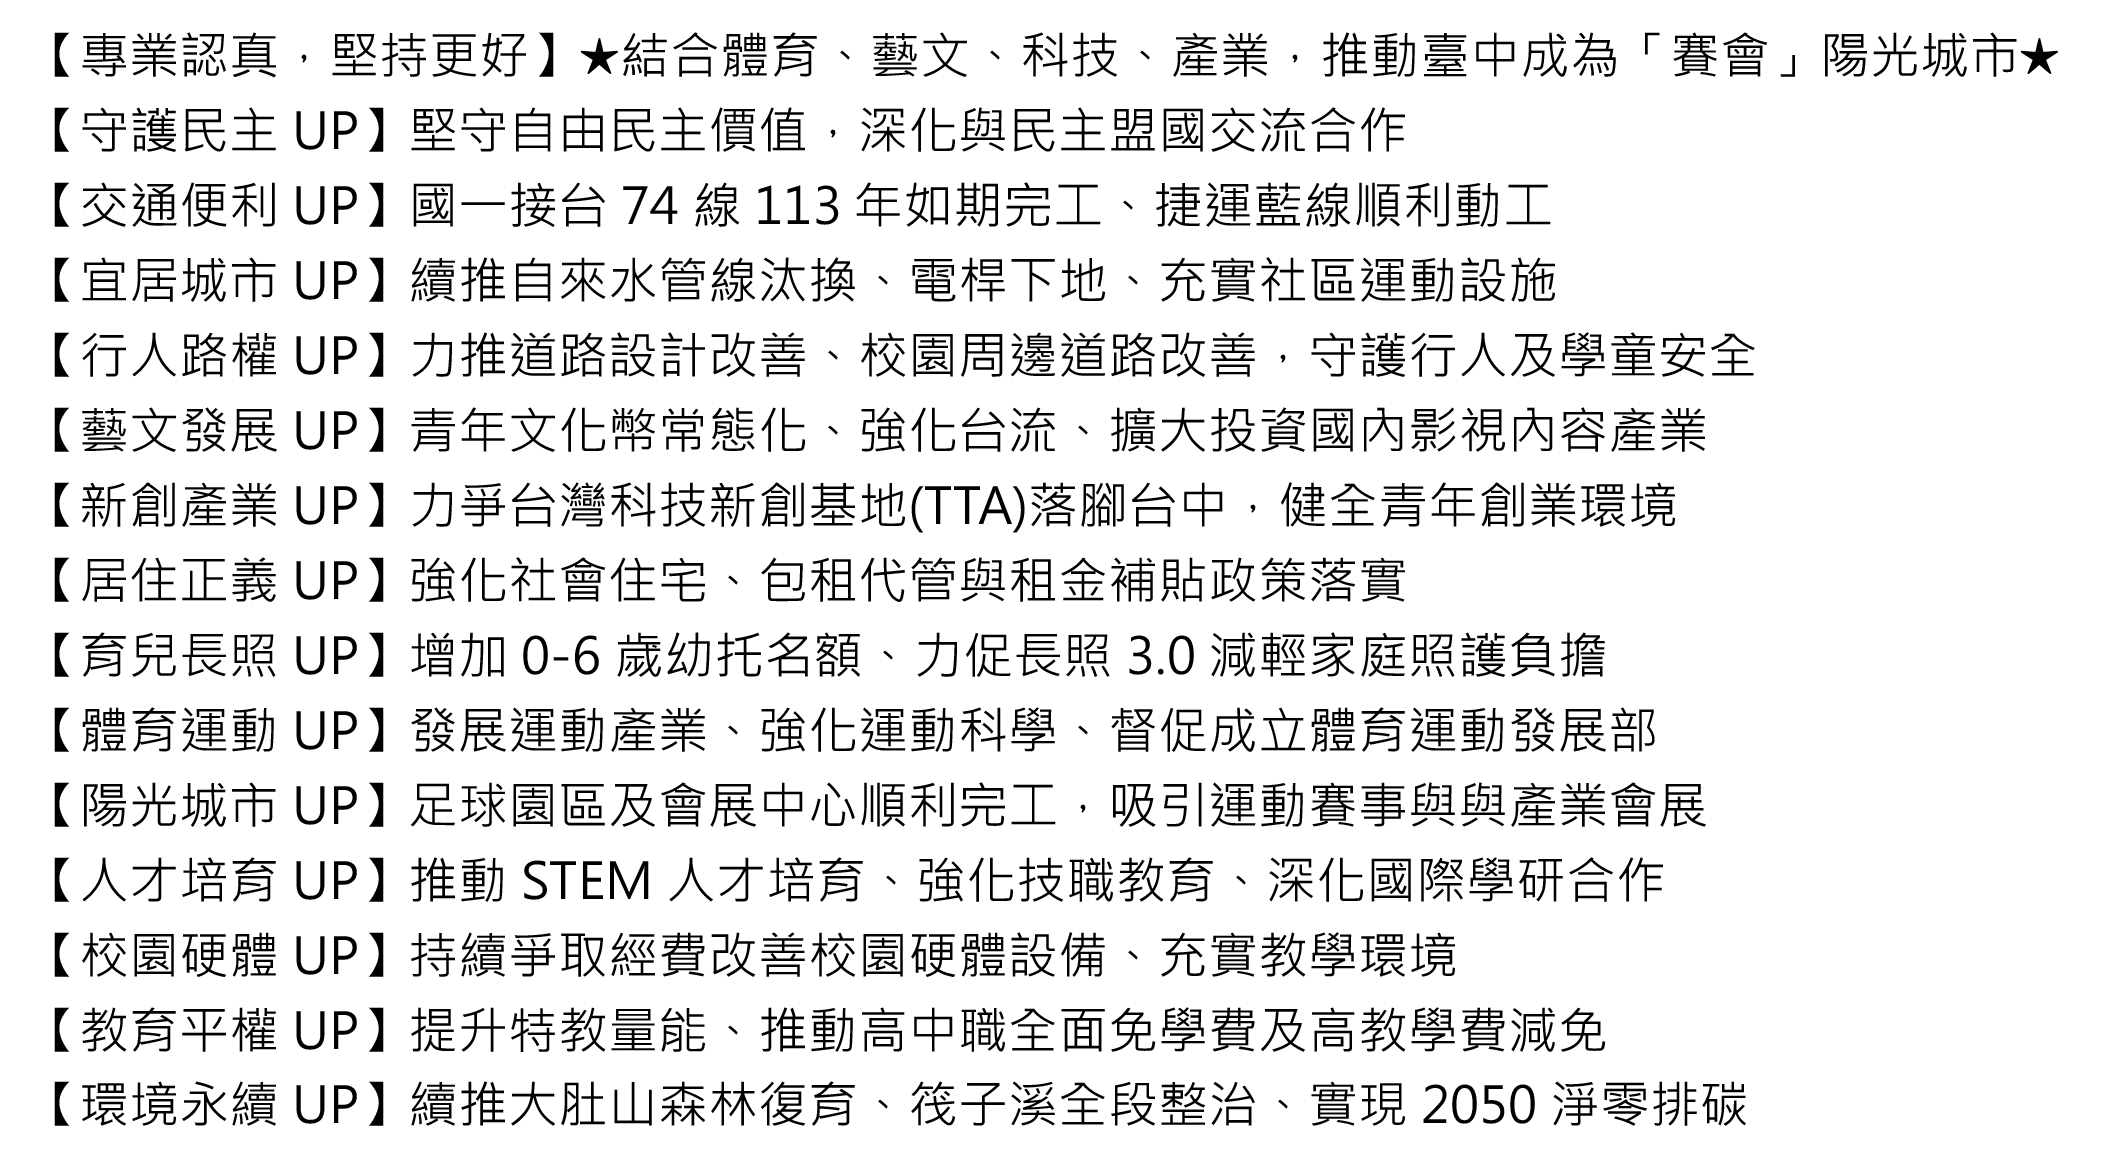 【專業認真，堅持更好】★結合體育、藝文、科技、產業，推動臺中成為「賽會」陽光城市★
【守護民主 UP】堅守自由民主價值，深化與民主盟國交流合作
【交通便利 UP】國一接台 74 線 113 年如期完工、捷運藍線順利動工
【宜居城市 UP】續推自來水管線汰換、電桿下地、充實社區運動設施
【行人路權 UP】力推道路設計改善、校園周邊道路改善，守護行人及學童安全
【藝文發展 UP】青年文化幣常態化、強化台流、擴大投資國內影視內容產業
【新創產業 UP】力爭台灣科技新創基地(TTA)落腳台中，健全青年創業環境
【居住正義 UP】強化社會住宅、包租代管與租金補貼政策落實
【育兒長照 UP】增加 0-6 歲幼托名額、力促長照 3.0 減輕家庭照護負擔
【體育運動 UP】發展運動產業、強化運動科學、督促成立體育運動發展部
【陽光城市 UP】足球園區及會展中心順利完工，吸引運動賽事與與產業會展
【人才培育 UP】推動 STEM 人才培育、強化技職教育、深化國際學研合作
【校園硬體 UP】持續爭取經費改善校園硬體設備、充實教學環境
【教育平權 UP】提升特教量能、推動高中職全面免學費及高教學費減免
【環境永續 UP】續推大肚山森林復育、筏子溪全段整治、實現 2050 淨零排碳